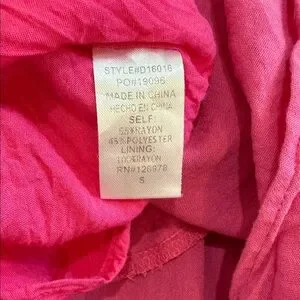 STYLE#D16016
PO#19096
MADE IN CHINA
HECHO EN CHINA
SELF:
55%RAYON
45%POLYESTER
LINING:
100%RAYON
RN#128978
S